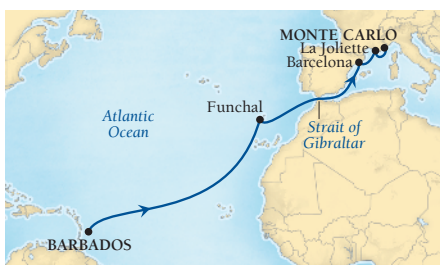 MONTE CARLO
La Joliette
Barcelona
Funchal
Atlantic
Ocean
Strait of
Gibraltar
BARBADOS